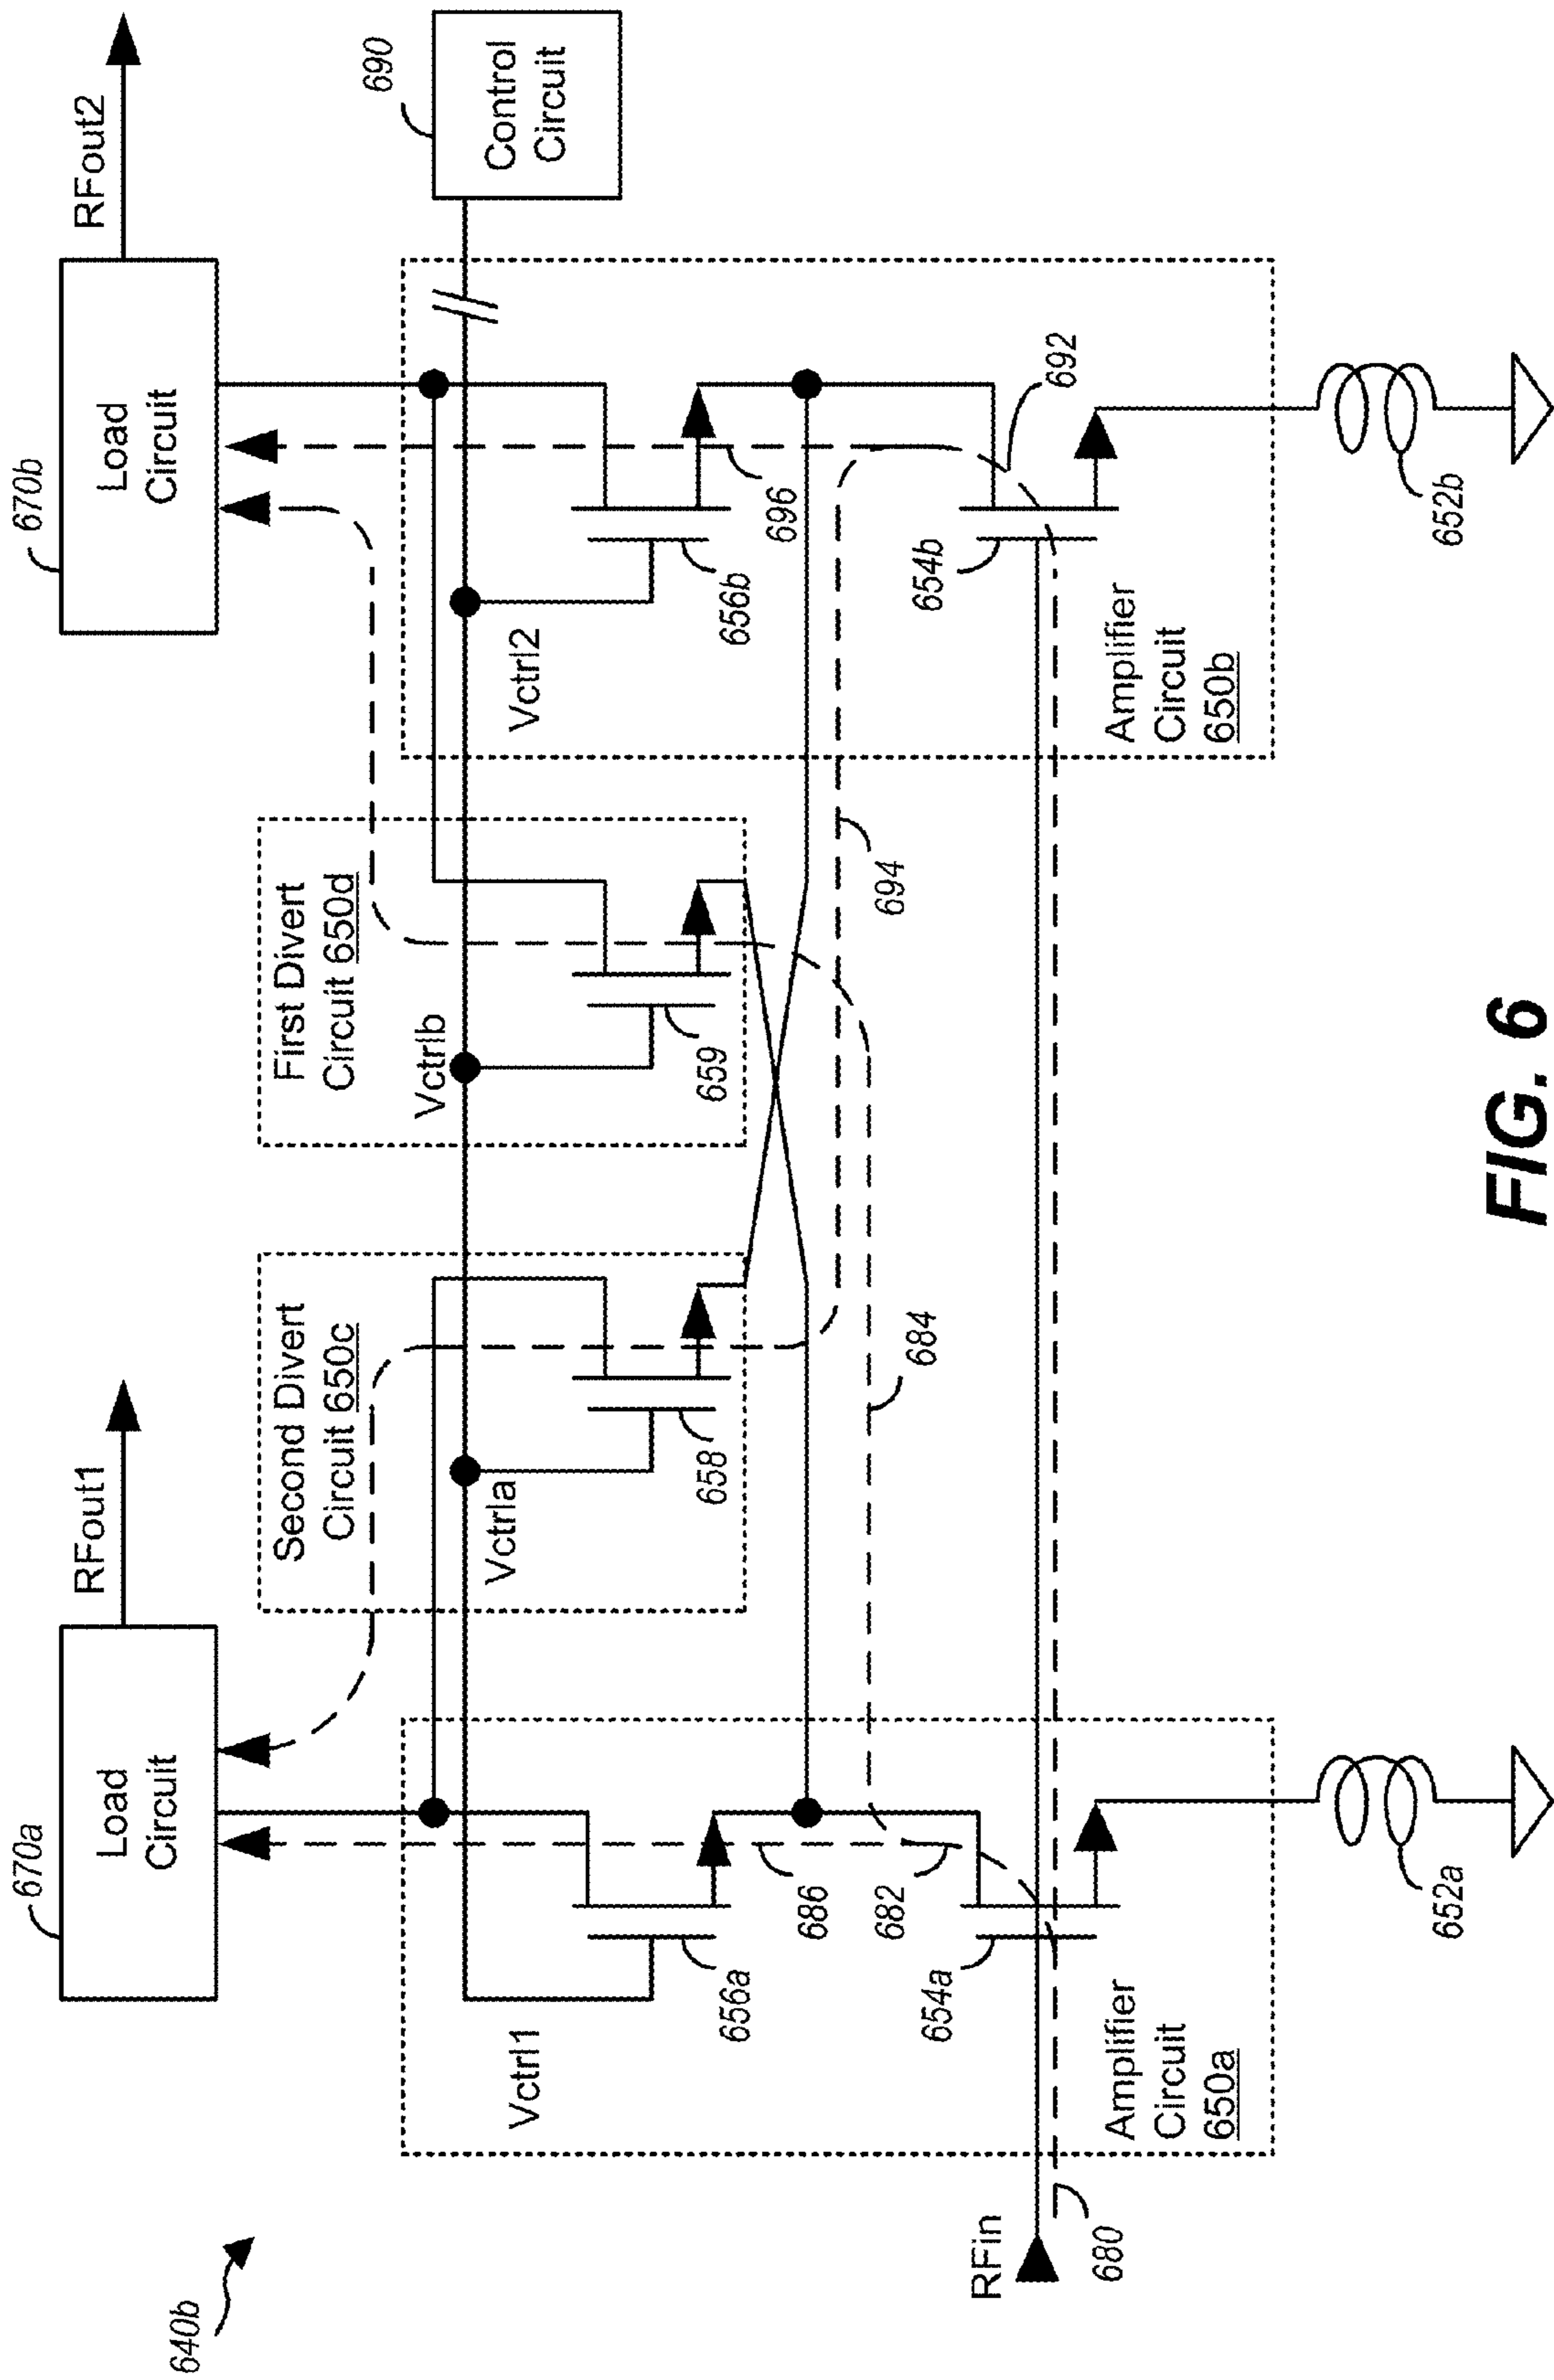 640b
670a
Load
Circuit
RFout1
670b
Load
Circuit
RFout2
690
Control
Circuit
Second Divert
Circuit 650c
First Divert
Circuit 650d
Vctrl1
Vctrla
Vctrlb
Vctrl2
656a
658
659
656b
686
682
696
684
694
692
654a
654b
RFin
680
Amplifier
Circuit
650a
Amplifier
Circuit
650b
652a
652b
FIG. 6